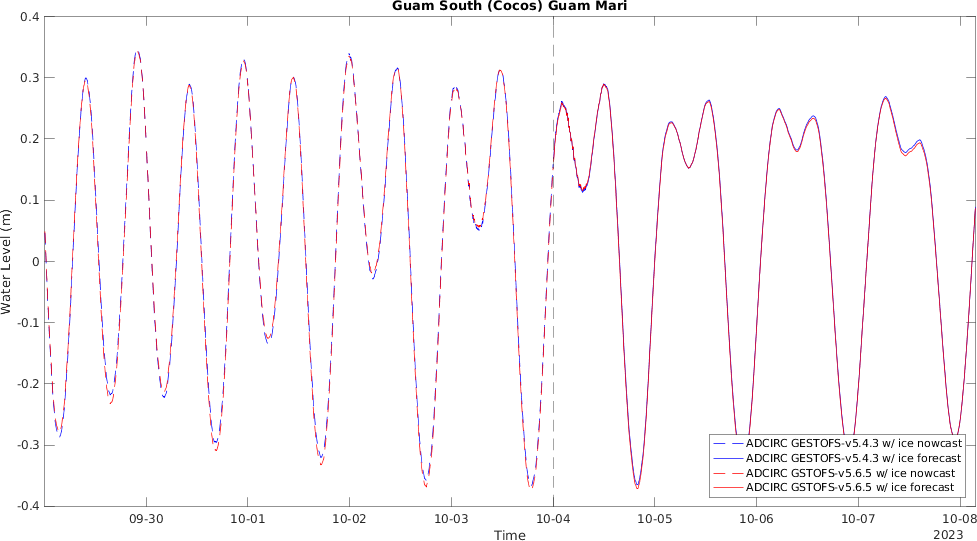 Guam South (Cocos) Guam Mari
0.4
0.3
0.2
0.1
0
-0.1
-0.2
-0.3
-0.4
Water Level (m)
09-30 10-01 10-02 10-03 10-04 10-05 10-06 10-07 10-08
Time
2023
ADCIRC GESTOFS-v5.4.3 w/ ice nowcast
ADCIRC GESTOFS-v5.4.3 w/ ice forecast
ADCIRC GSTOFS-v5.6.5 w/ ice nowcast
ADCIRC GSTOFS-v5.6.5 w/ ice forecast